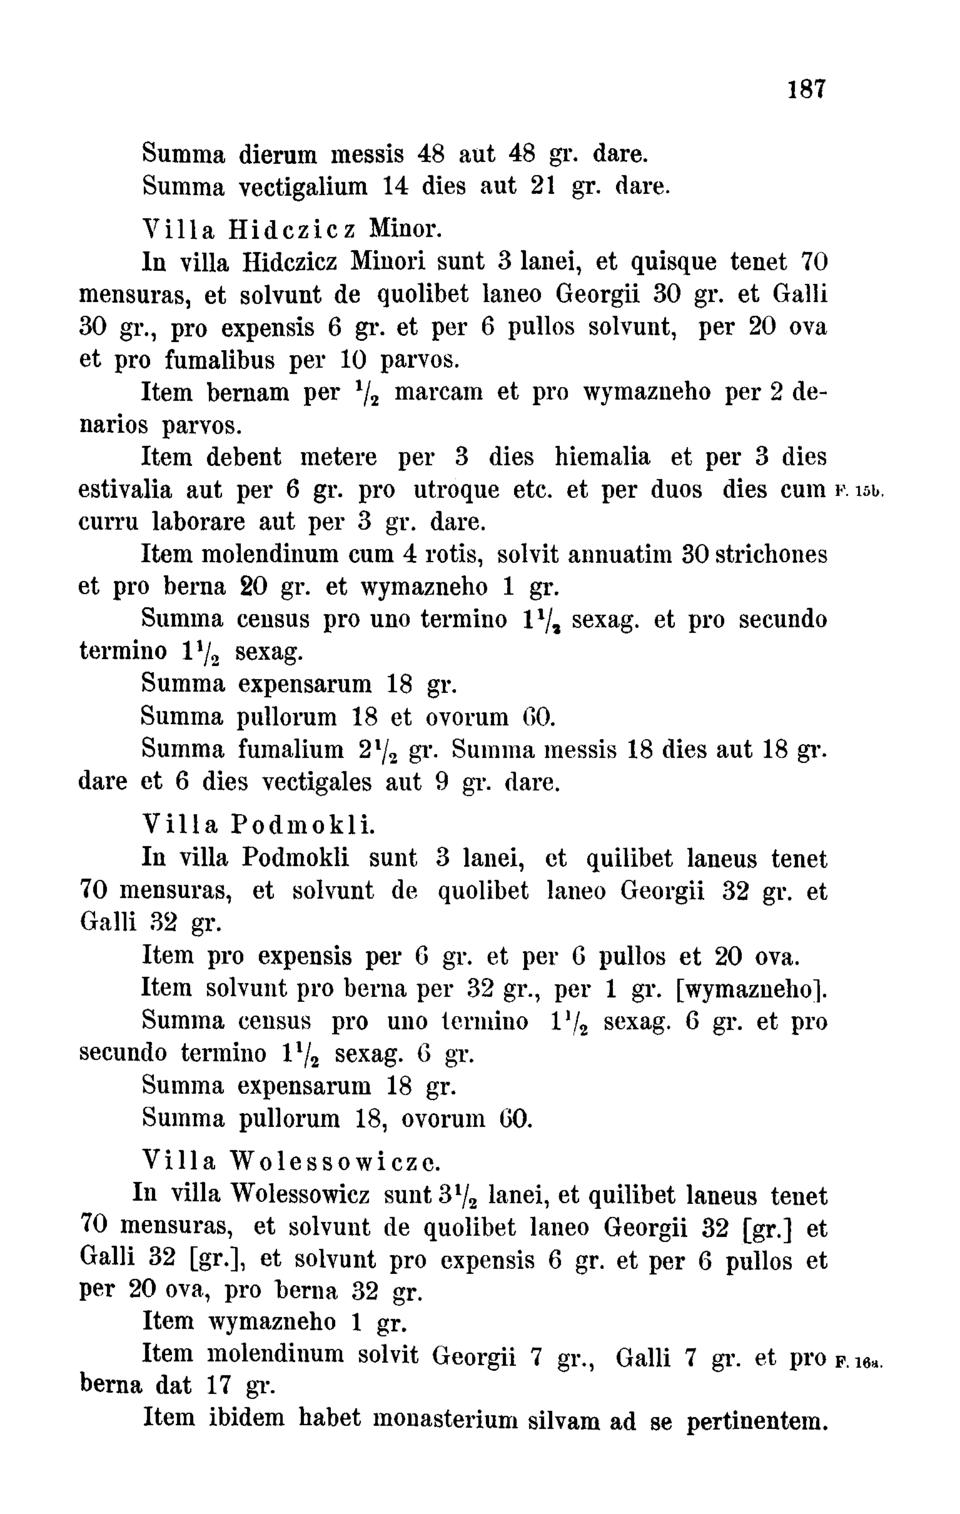 187
Summa dierum messis 48 aut 48 gr. dare.
Summa vectigalium 14 dies aut 21 gr. dare.
Villa Hidczicz Minor.
In villa Hidczicz Minori sunt 3 lanei, et quisque tenet 70
mensuras, et solvunt de quolibet laneo Georgii 30 gr. et Galli
30 gr., pro expensis 6 gr. et per 6 pullos solvunt, per 20 ova
et pro fumalibus per 10 parvos.
Item bernam per 1/2 marcam et pro wymazneho per 2 de-
narios parvos.
Item debent metere per 3 dies hiemalia et per 3 dies
estivalia aut per 6 gr. pro utroque etc. et per duos dies cum F. 15b.
curru laborare aut per 3 gr. dare.
Item molendinum cum 4 rotis, solvit annuatim 30 strichones
et pro berna 20 gr. et wymazneho 1 gr.
Summa census pro uno termino 1 1/2 sexag. et pro secundo
termino 1 1/2 sexag.
Summa expensarum 18 gr.
Summa pullorum 18 et ovorum 60.
Summa fumalium 2 1/2 gr. Summa messis 18 dies aut 18 gr.
dare et 6 dies vectigales aut 9 gr. dare.
Villa Podmokli.
In villa Podmokli sunt 3 lanei, et quilibet laneus tenet
70 mensuras, et solvunt de quolibet laneo Georgii 32 gr. et
Galli 32 gr.
Item pro expensis per 6 gr. et per 6 pullos et 20 ova.
Item solvunt pro berna per 32 gr., per 1 gr. [wymazneho].
Summa census pro uno termino 1 1/2 sexag. 6 gr. et pro
secundo termino 1 1/2 sexag. 6 gr.
Summa expensarum 18 gr.
Summa pullorum 18, ovorum 60.
Villa Wolessowicze.
In villa Wolessowicz sunt 3 1/2 lanei, et quilibet laneus tenet
70 mensuras, et solvunt de quolibet laneo Georgii 32 [gr.] et
Galli 32 [gr.], et solvunt pro expensis 6 gr. et per 6 pullos et
per 20 ova, pro berna 32 gr.
Item wymazneho 1 gr.
Item molendinum solvit Georgii 7 gr., Galli 7 gr. et pro F. 16a.
berna dat 17 gr.
Item ibidem habet monasterium silvam ad se pertinentem.